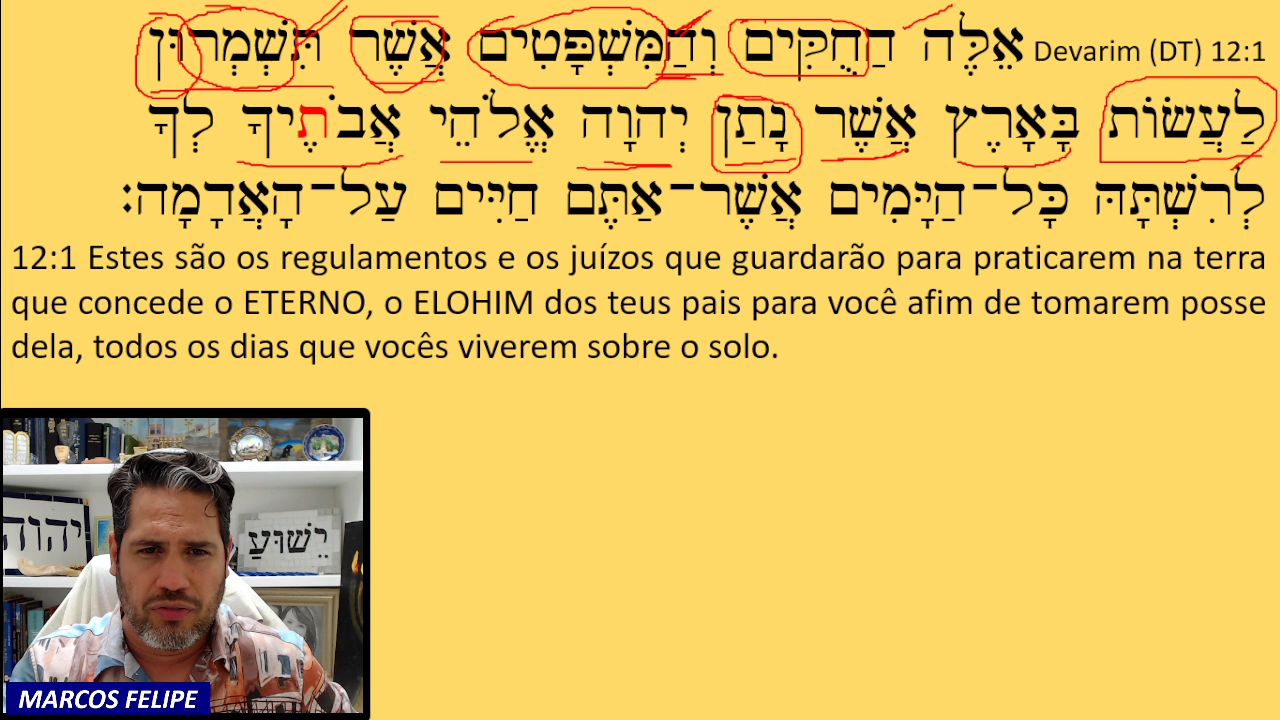 אֵלֶּה הַחֻקִּים וְהַמִּשְׁפָּטִים אֲשֶׁר תִּשְׁמְרוּן Devarim (DT) 12:1
לַעֲשׂוֹת בָּאָרֶץ אֲשֶׁר נָתַן יְהוָה אֱלֹהֵי אֲבֹתֶיךָ לְךָ
לְרִשְׁתָּהּ כָּל־הַיָּמִים אֲשֶׁר־אַתֶּם חַיִּים עַל־הָאֲדָמָה׃
12:1 Estes são os regulamentos e os juízos que guardarão para praticarem na terra
que concede o ETERNO, o ELOHIM dos teus pais para você afim de tomarem posse
dela, todos os dias que vocês viverem sobre o solo.
יהוה
יֵשׁוּעַ
MARCOS FELIPE